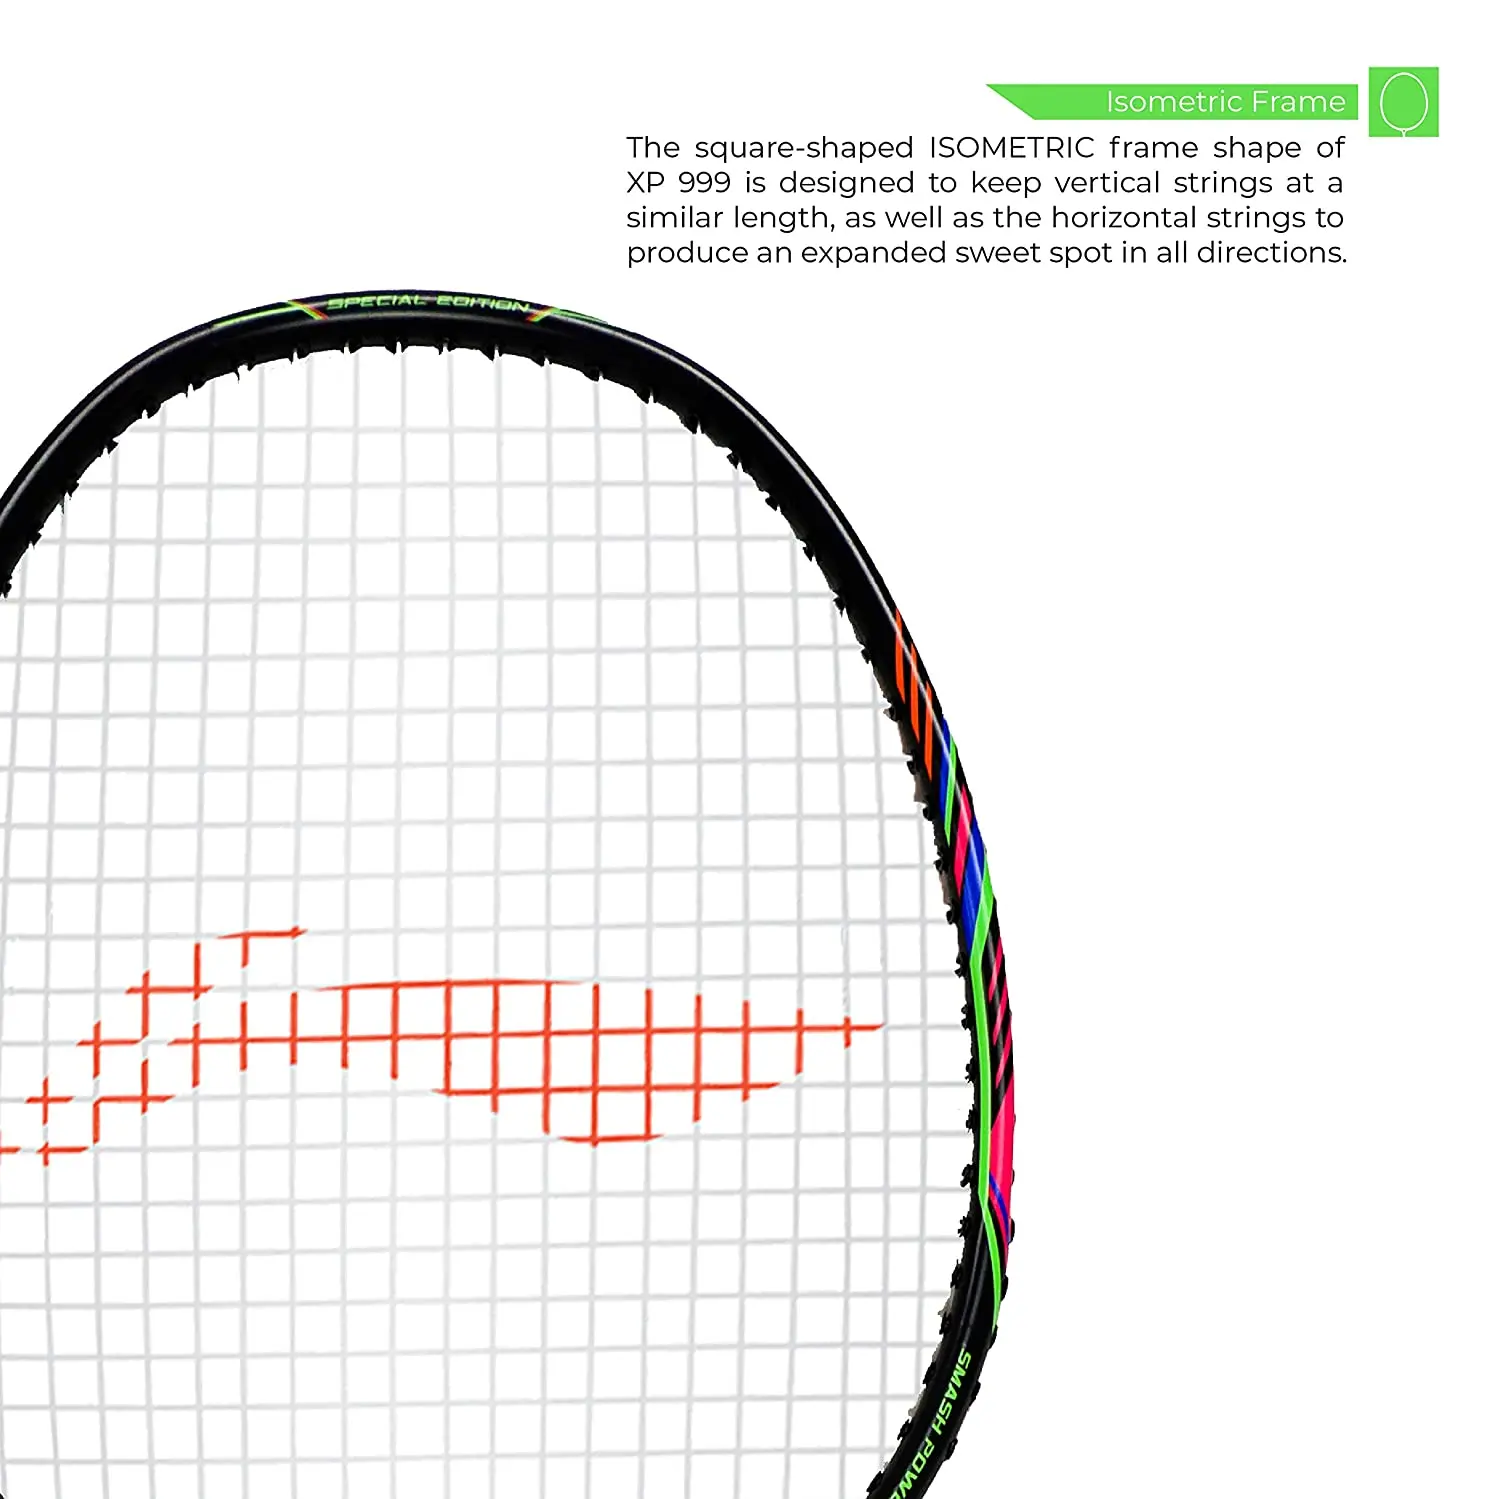 Isometric Frame
The square-shaped ISOMETRIC frame shape of
XP 999 is designed to keep vertical strings at a
similar length, as well as the horizontal strings to
produce an expanded sweet spot in all directions.
SPECIAL EDITION
SMASH POWE